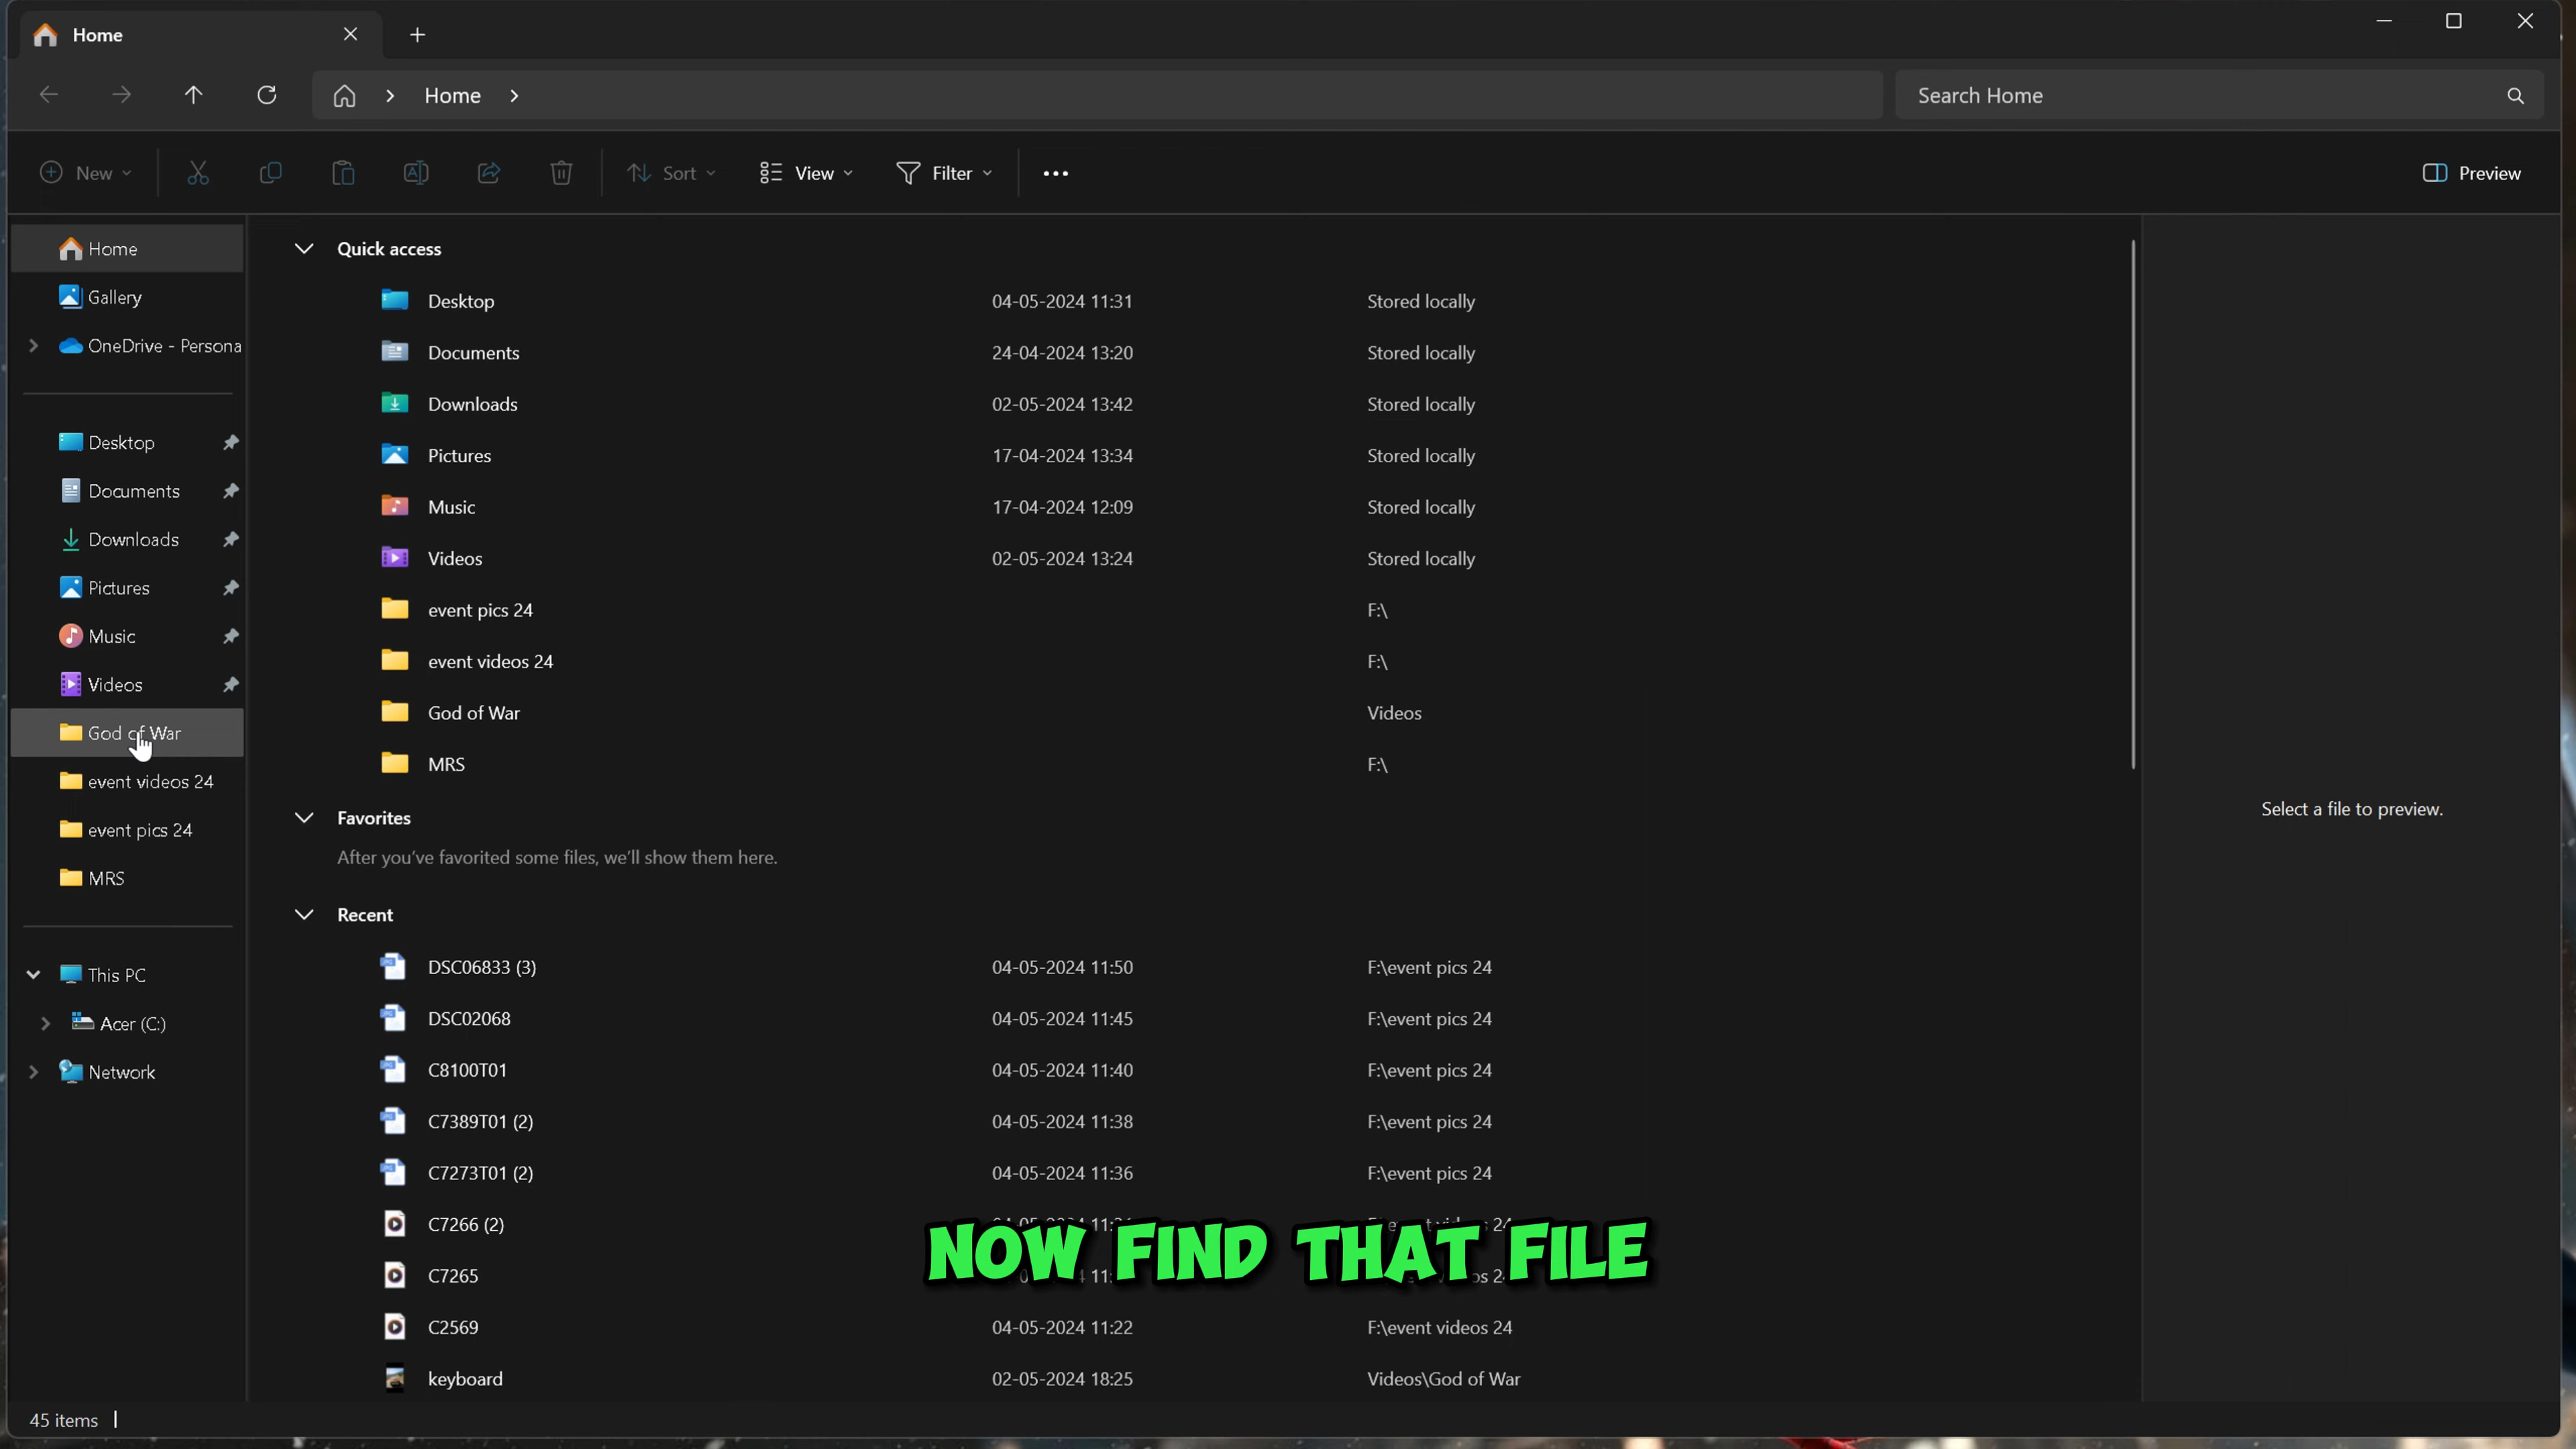 Home
Home
Search Home
New
Sort
View
Filter
Preview
Home
Gallery
OneDrive - Persona
Desktop
Documents
Downloads
Pictures
Music
Videos
God of War
event videos 24
event pics 24
MRS
This PC
Acer (C:)
Network
Quick access
Desktop 04-05-2024 11:31 Stored locally
Documents 24-04-2024 13:20 Stored locally
Downloads 02-05-2024 13:42 Stored locally
Pictures 17-04-2024 13:34 Stored locally
Music 17-04-2024 12:09 Stored locally
Videos 02-05-2024 13:24 Stored locally
event pics 24 F:\
event videos 24 F:\
God of War Videos
MRS F:\
Favorites
After you've favorited some files, we'll show them here.
Recent
DSC06833 (3) 04-05-2024 11:50 F:\event pics 24
DSC02068 04-05-2024 11:45 F:\event pics 24
C8100T01 04-05-2024 11:40 F:\event pics 24
C7389T01 (2) 04-05-2024 11:38 F:\event pics 24
C7273T01 (2) 04-05-2024 11:36 F:\event pics 24
C7266 (2)
C7265
C2569 04-05-2024 11:22 F:\event videos 24
keyboard 02-05-2024 18:25 Videos\God of War
NOW FIND THAT FILE
Select a file to preview.
45 items